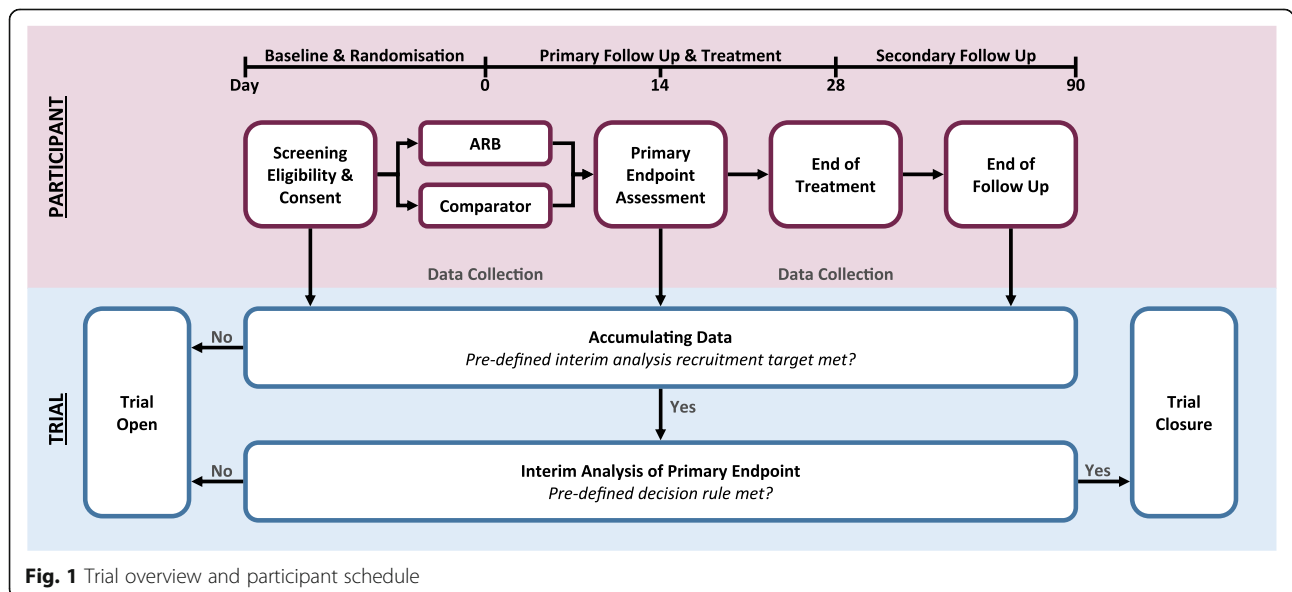 Baseline & Randomisation
Primary Follow Up & Treatment
Secondary Follow Up
Day
0
14
28
90
PARTICIPANT
Screening
Eligibility &
Consent
ARB
Comparator
Primary
Endpoint
Assessment
End of
Treatment
End of
Follow Up
Data Collection
Data Collection
TRIAL
Trial
Open
No
Accumulating Data
Pre-defined interim analysis recruitment target met?
Yes
No
Interim Analysis of Primary Endpoint
Pre-defined decision rule met?
Yes
Trial
Closure
Fig. 1 Trial overview and participant schedule